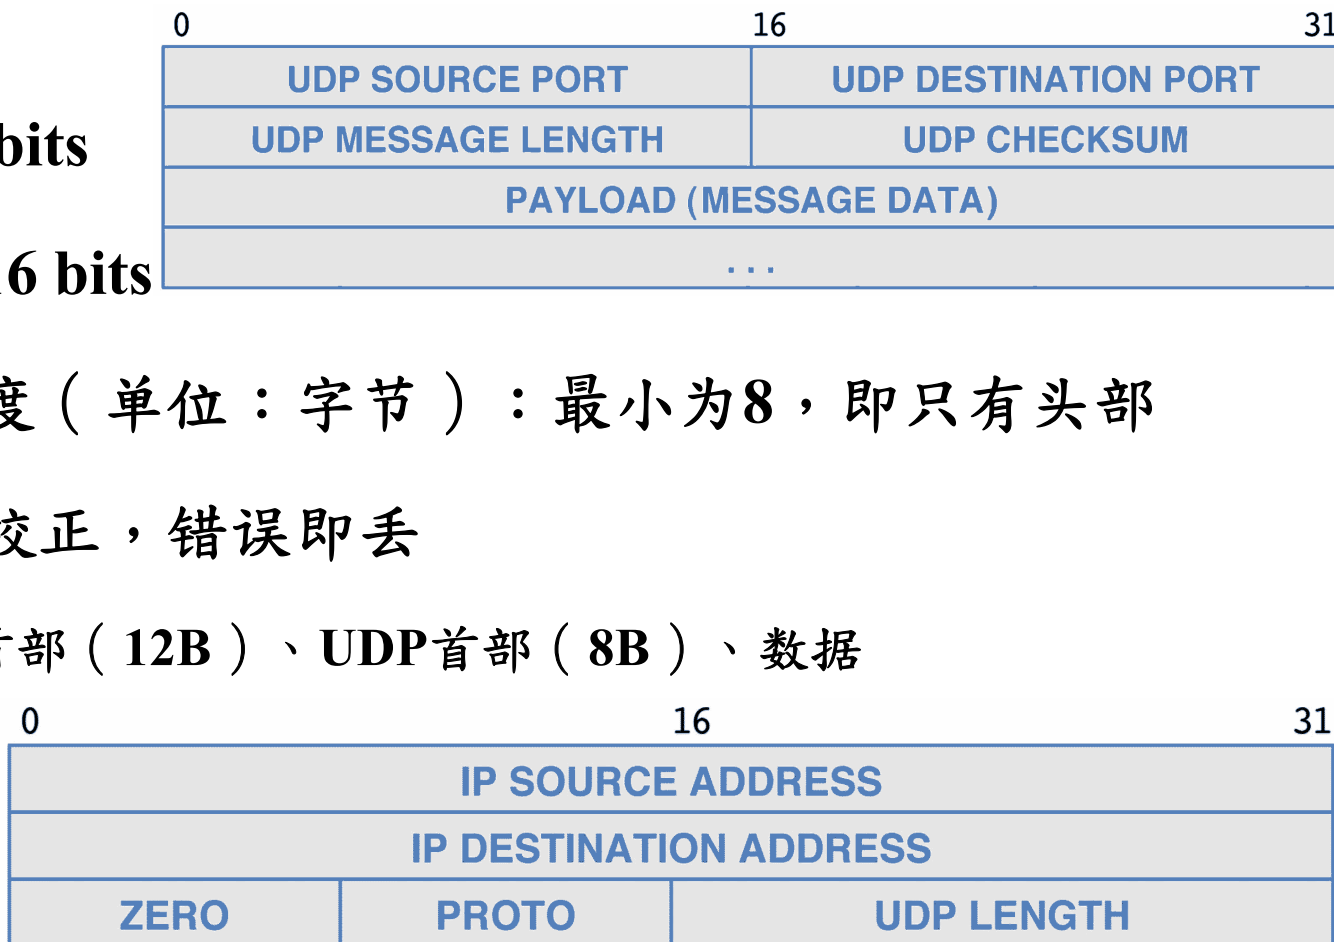 0 16 31
UDP SOURCE PORT UDP DESTINATION PORT
bits
UDP MESSAGE LENGTH UDP CHECKSUM
PAYLOAD (MESSAGE DATA)
6 bits
...
度（单位：字节）：最小为8，即只有头部
校正，错误即丢
部（12B）、UDP首部（8B）、数据
0 16 31
IP SOURCE ADDRESS
IP DESTINATION ADDRESS
ZERO PROTO UDP LENGTH